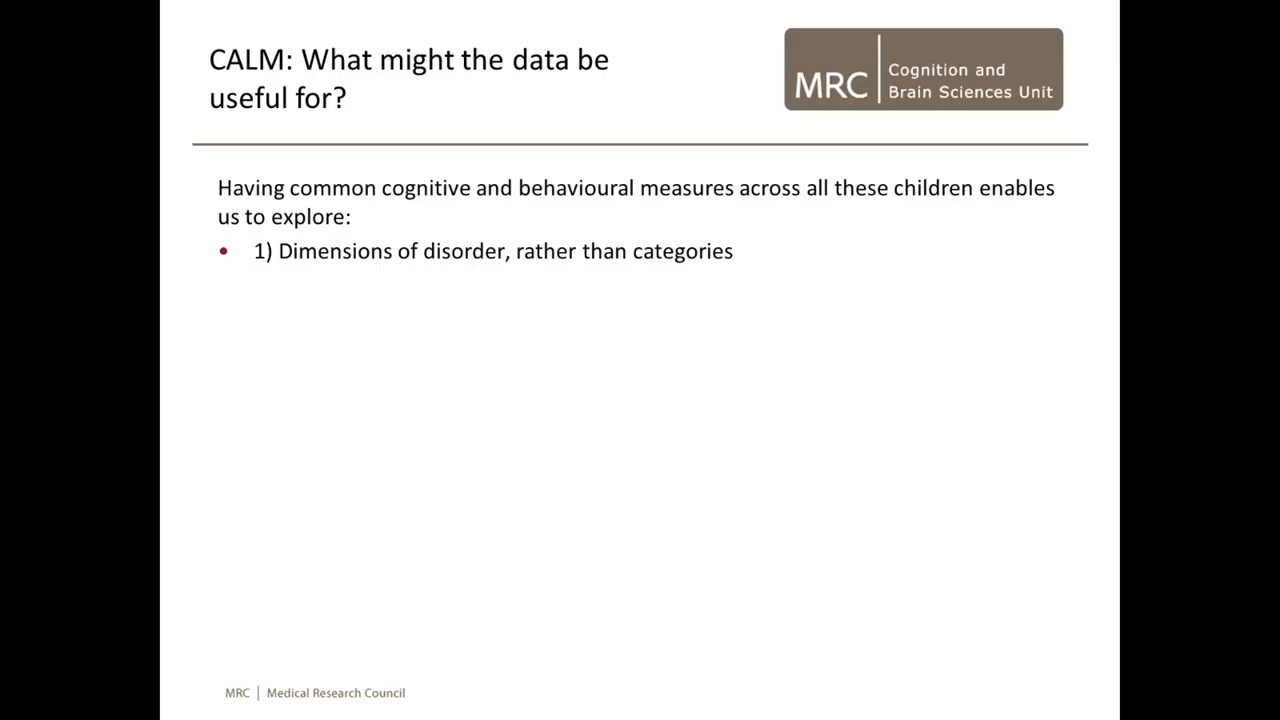 CALM: What might the data be
useful for?
MRC
Cognition and
Brain Sciences Unit
Having common cognitive and behavioural measures across all these children enables
us to explore:
• 1) Dimensions of disorder, rather than categories
MRC | Medical Research Council